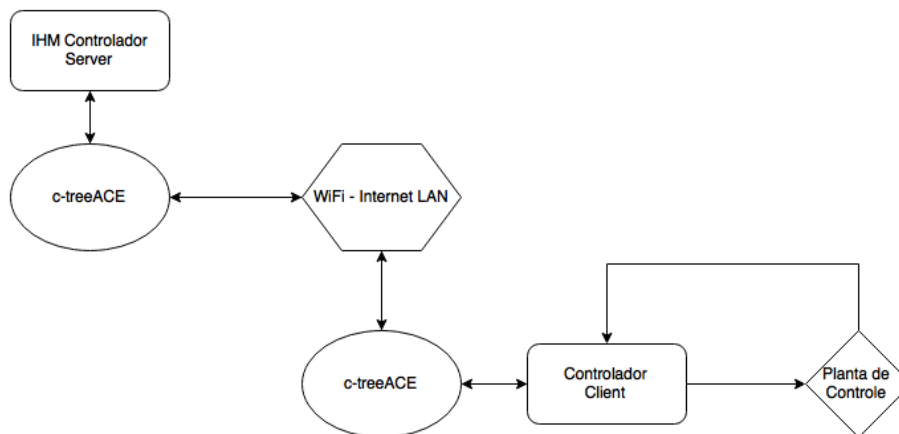 IHM Controlador
Server
c-treeACE
WiFi - Internet LAN
c-treeACE
Controlador
Client
Planta de
Controle